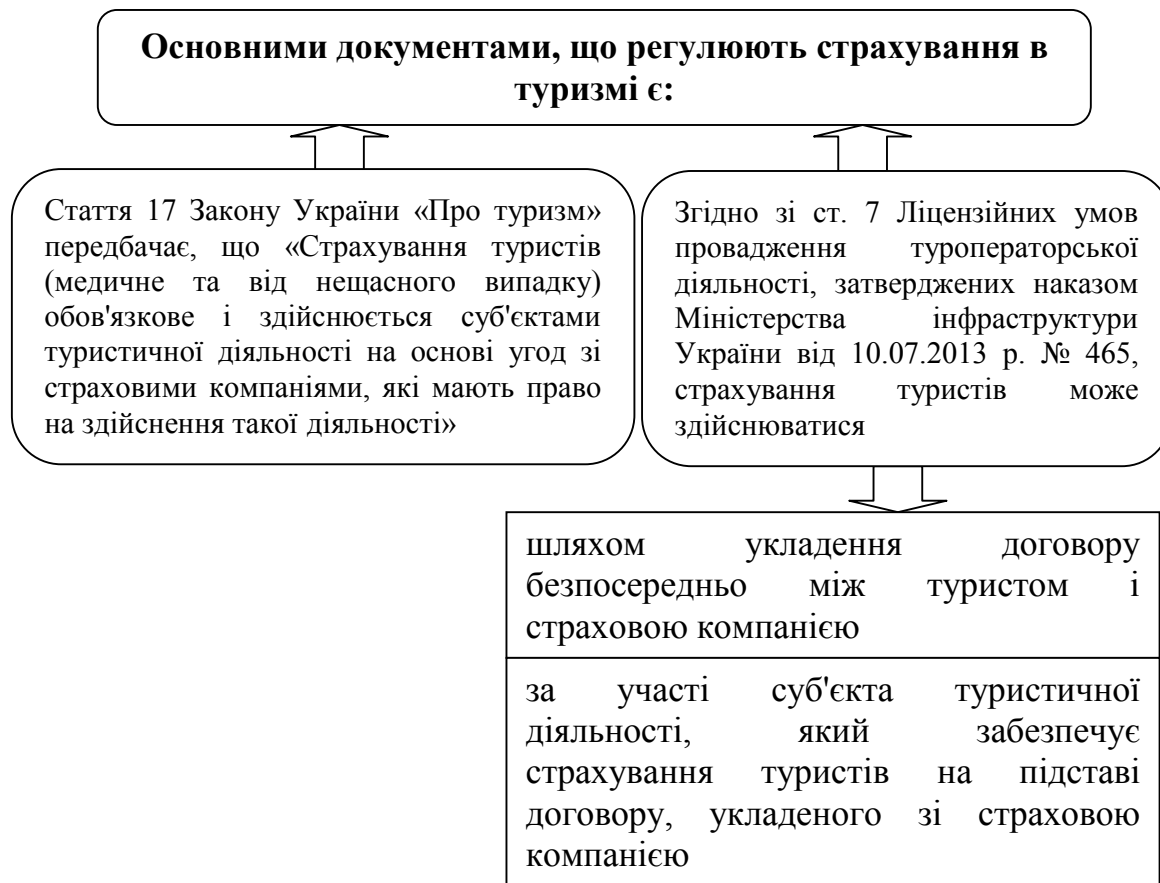 Основними документами, що регулюють страхування в
туризмі є:
Стаття 17 Закону України «Про туризм»
передбачає, що «Страхування туристів
(медичне та від нещасного випадку)
обов'язкове і здійснюється суб'єктами
туристичної діяльності на основі угод зі
страховими компаніями, які мають право
на здійснення такої діяльності»
Згідно зі ст. 7 Ліцензійних умов
провадження туроператорської
діяльності, затверджених наказом
Міністерства інфраструктури
України від 10.07.2013 р. № 465,
страхування туристів може
здійснюватися
шляхом укладення договору
безпосередньо між туристом і
страховою компанією
за участі суб'єкта туристичної
діяльності, який забезпечує
страхування туристів на підставі
договору, укладеного зі страховою
компанією